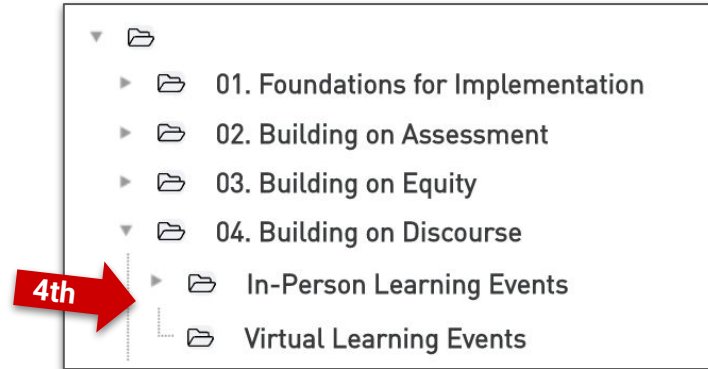 01. Foundations for Implementation
02. Building on Assessment
03. Building on Equity
04. Building on Discourse
4th
In-Person Learning Events
Virtual Learning Events